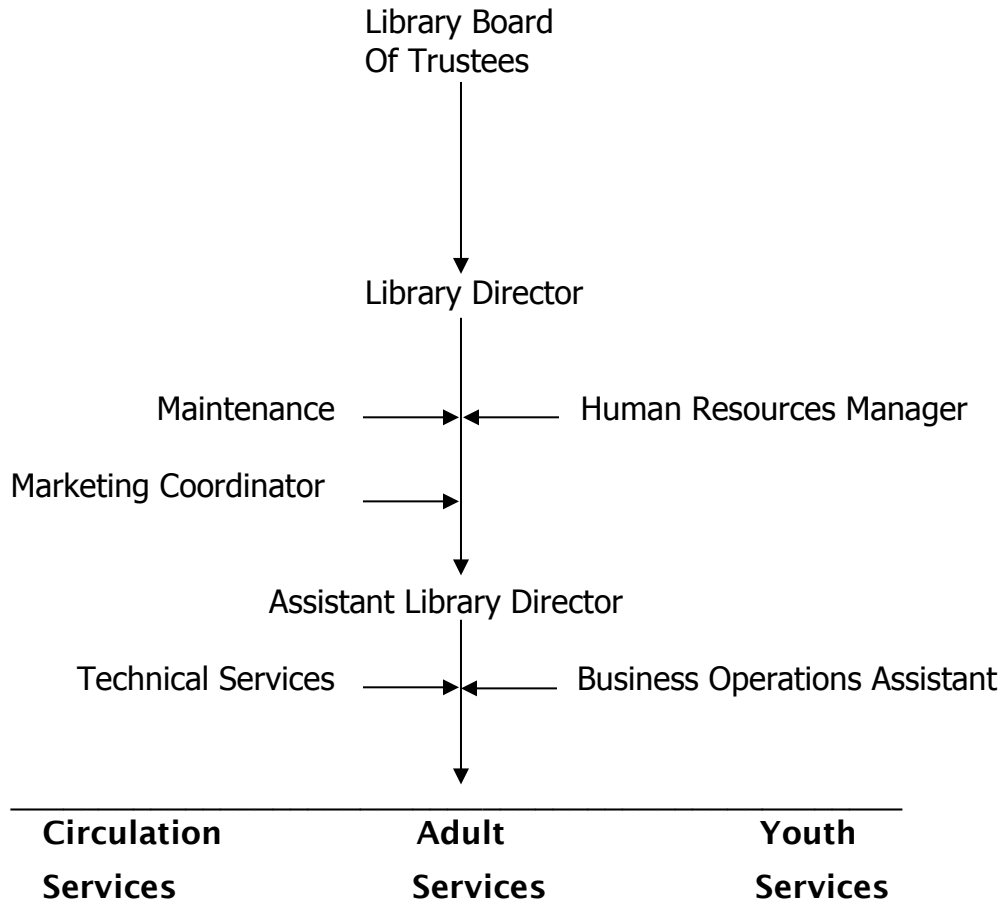 Library Board
Of Trustees
Library Director
Maintenance
Human Resources Manager
Marketing Coordinator
Assistant Library Director
Technical Services
Business Operations Assistant
Circulation Adult Youth
Services Services Services